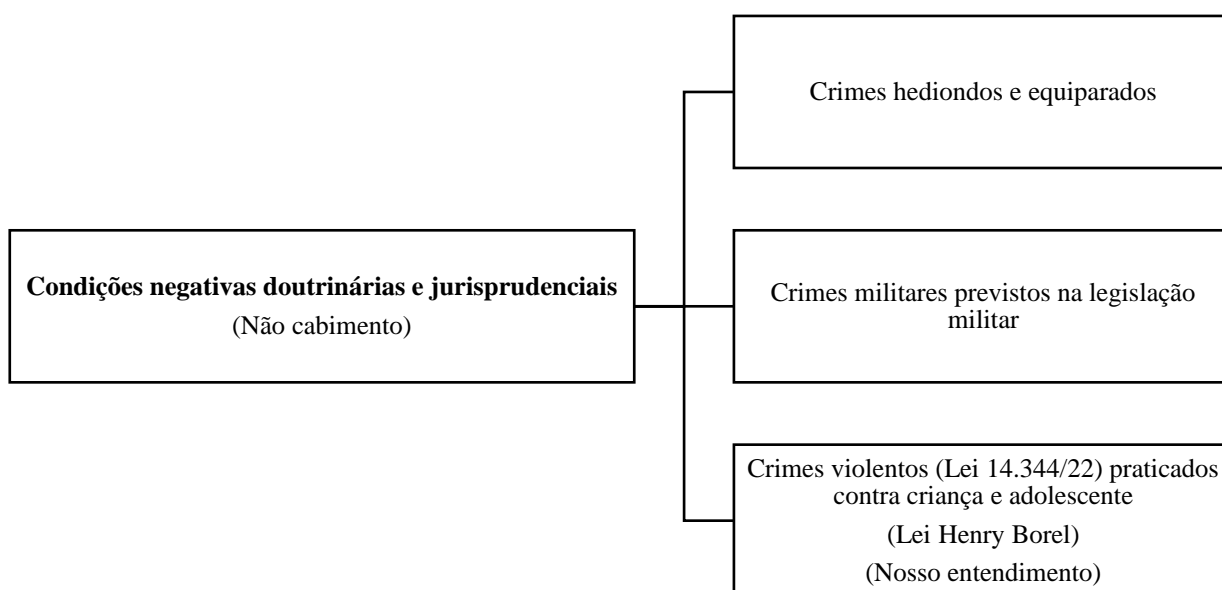 Crimes hediondos e equiparados
Condições negativas doutrinárias e jurisprudenciais
(Não cabimento)
Crimes militares previstos na legislação
militar
Crimes violentos (Lei 14.344/22) praticados
contra criança e adolescente
(Lei Henry Borel)
(Nosso entendimento)